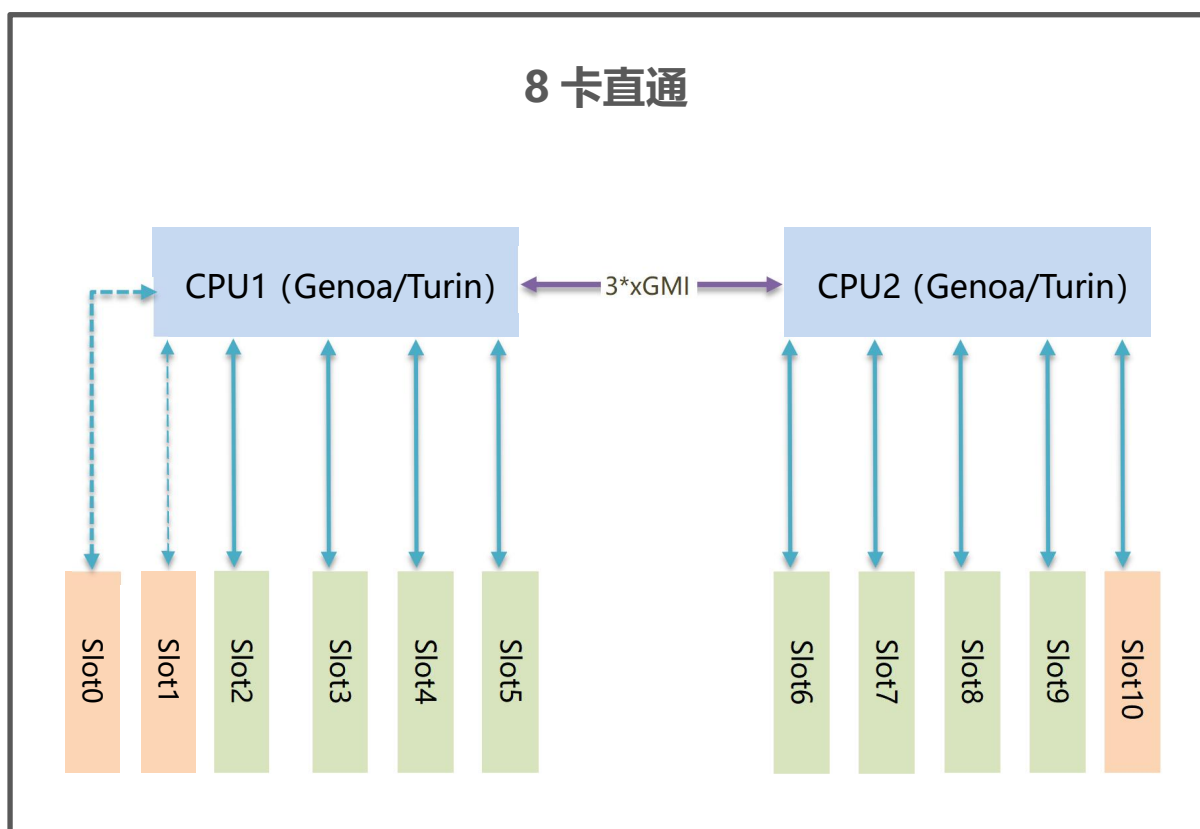 8 卡直通
CPU1 (Genoa/Turin)
3*xGMI
CPU2 (Genoa/Turin)
Slot0
Slot1
Slot2
Slot3
Slot4
Slot5
Slot6
Slot7
Slot8
Slot9
Slot10